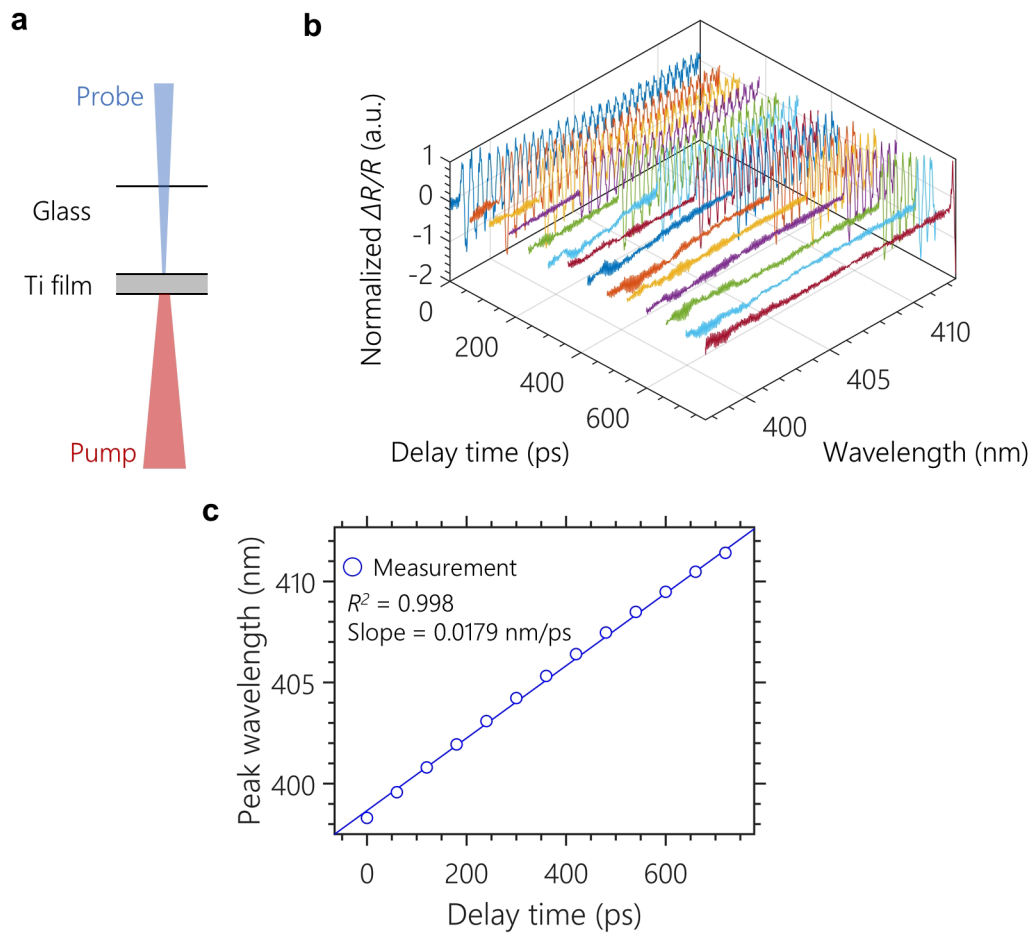 a
Probe
Glass
Ti film
Pump
b
Normalized ΔR/R (a.u.)
1
0
-1
-2
0
200
400
600
Delay time (ps)
400
405
410
Wavelength (nm)
c
Peak wavelength (nm)
410
405
400
Measurement
R² = 0.998
Slope = 0.0179 nm/ps
0 200 400 600
Delay time (ps)